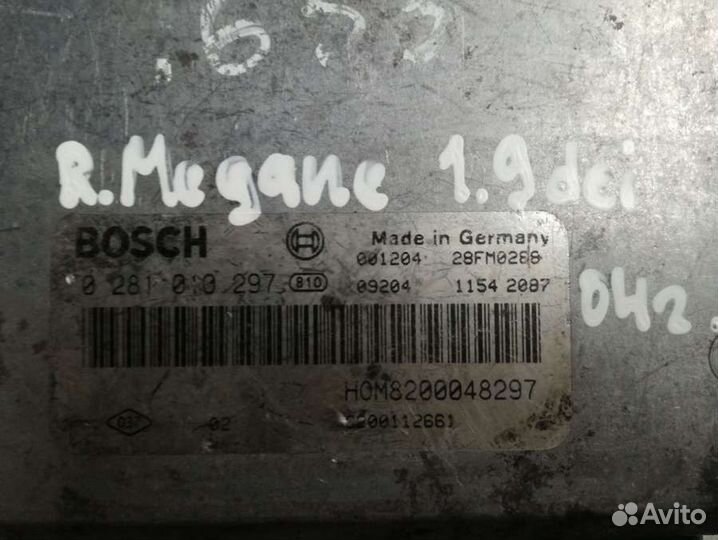 R.Megane 1.9dci
BOSCH
Made in Germany
001204 28FM0288
0 281 010 297 810
09204 1154 2087
04г.
HOM8200048297
02
8200112661
Avito